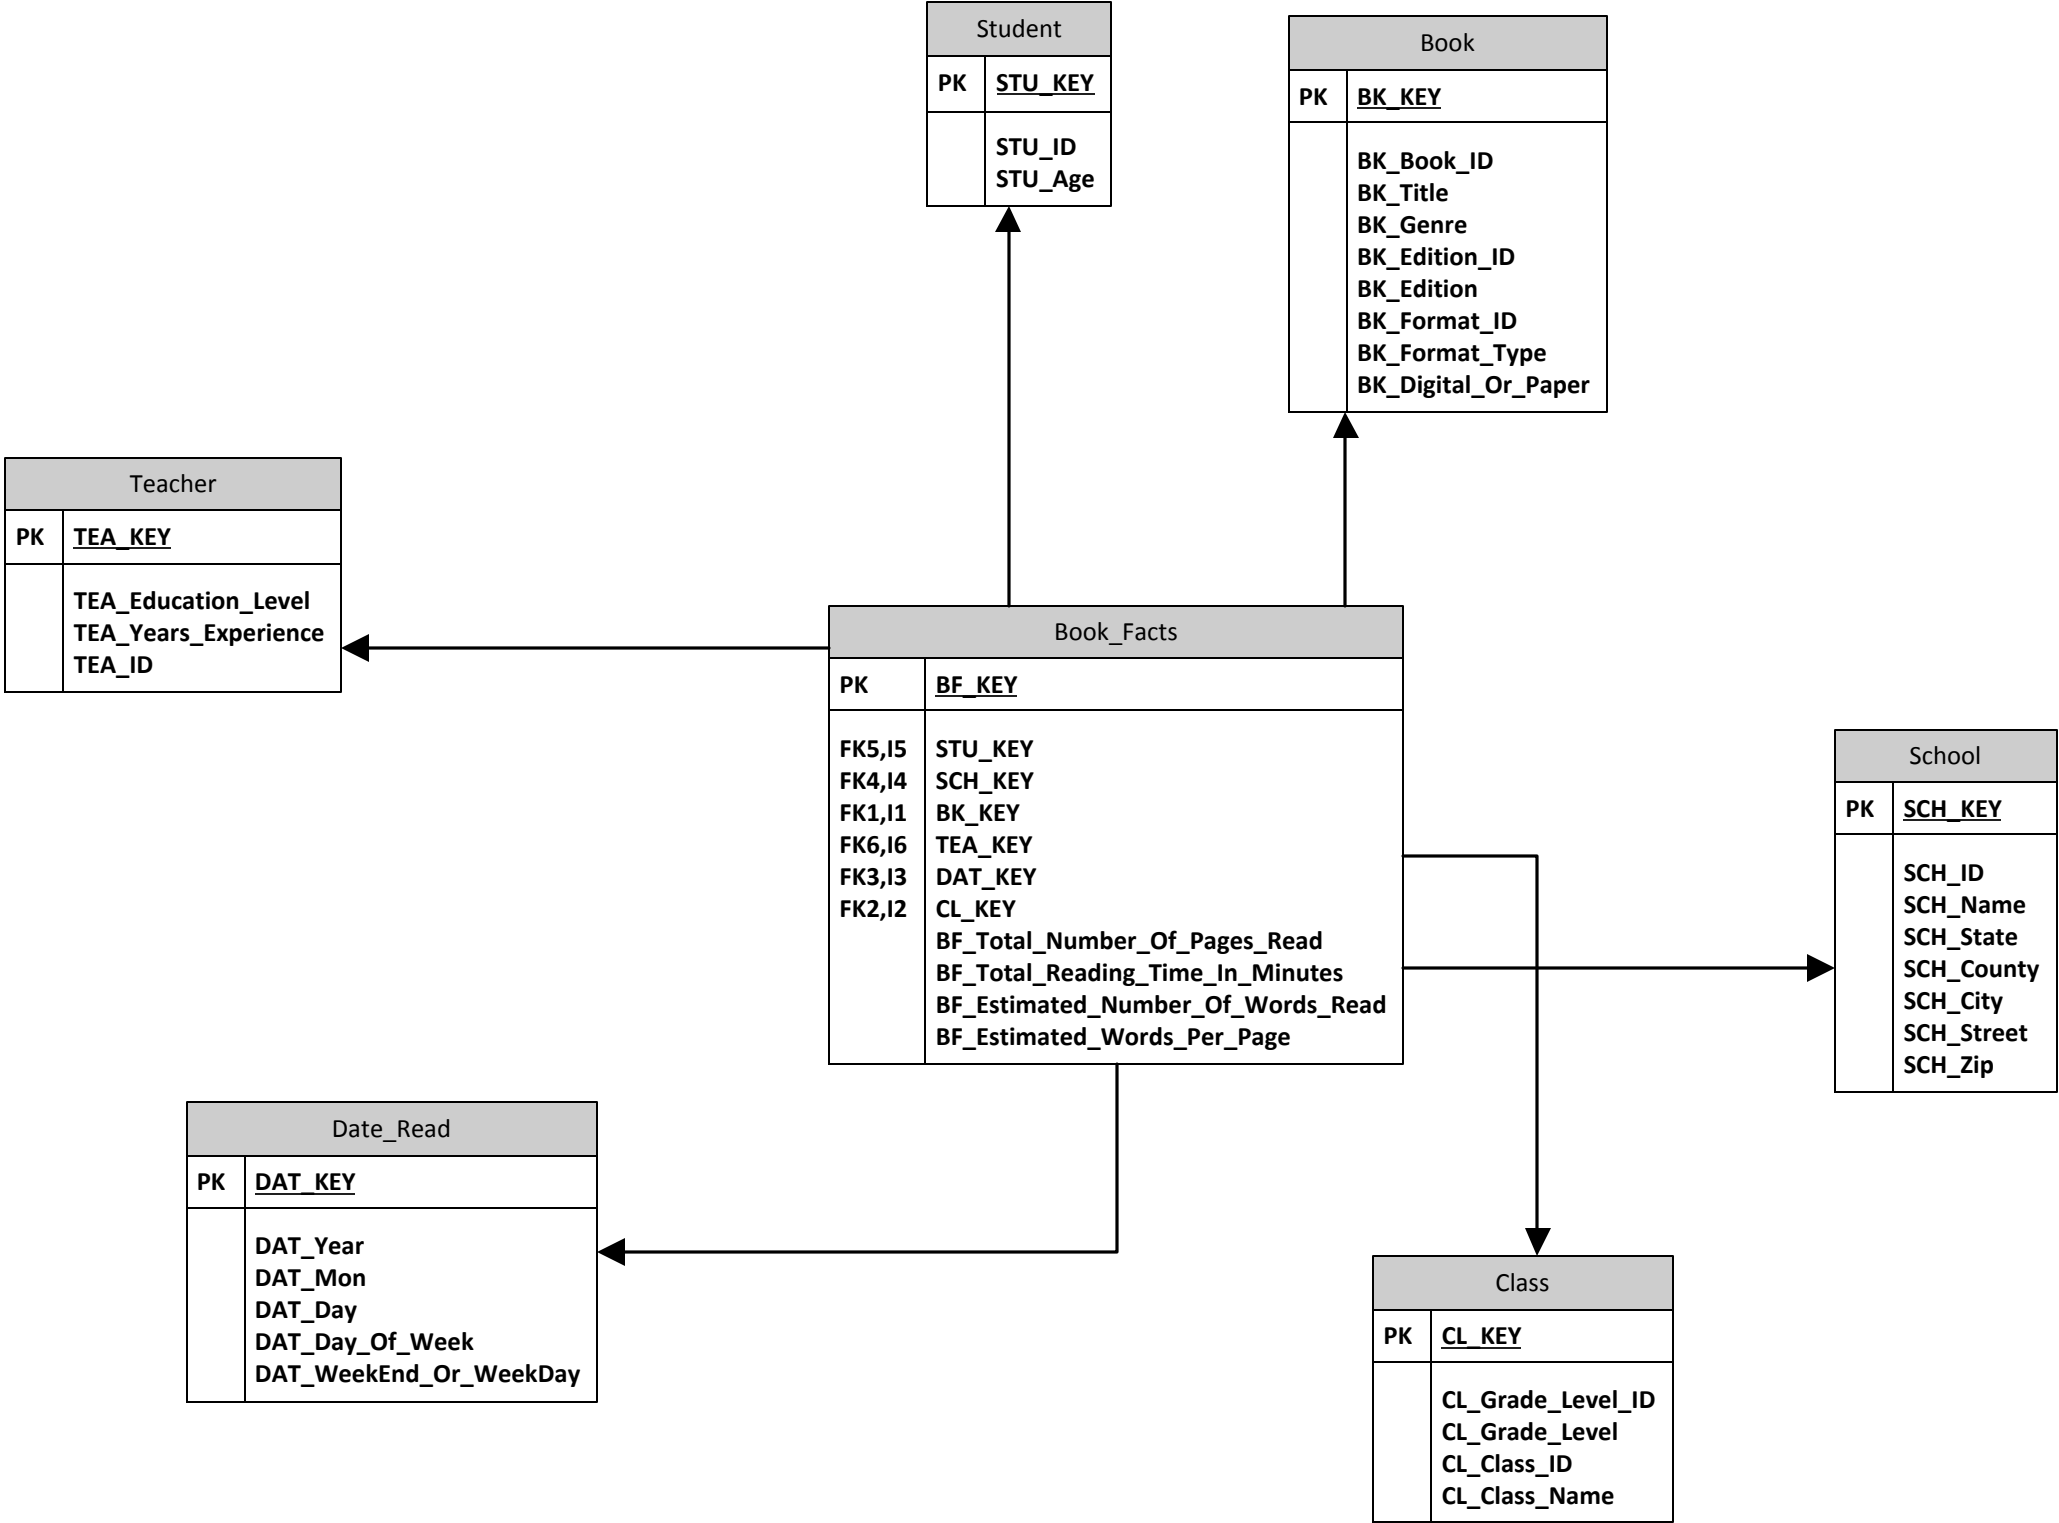 Student
PK STU_KEY
STU_ID
STU_Age
Book
PK BK_KEY
BK_Book_ID
BK_Title
BK_Genre
BK_Edition_ID
BK_Edition
BK_Format_ID
BK_Format_Type
BK_Digital_Or_Paper
Teacher
PK TEA_KEY
TEA_Education_Level
TEA_Years_Experience
TEA_ID
Book_Facts
PK BF_KEY
FK5,I5 STU_KEY
FK4,I4 SCH_KEY
FK1,I1 BK_KEY
FK6,I6 TEA_KEY
FK3,I3 DAT_KEY
FK2,I2 CL_KEY
BF_Total_Number_Of_Pages_Read
BF_Total_Reading_Time_In_Minutes
BF_Estimated_Number_Of_Words_Read
BF_Estimated_Words_Per_Page
School
PK SCH_KEY
SCH_ID
SCH_Name
SCH_State
SCH_County
SCH_City
SCH_Street
SCH_Zip
Date_Read
PK DAT_KEY
DAT_Year
DAT_Mon
DAT_Day
DAT_Day_Of_Week
DAT_WeekEnd_Or_WeekDay
Class
PK CL_KEY
CL_Grade_Level_ID
CL_Grade_Level
CL_Class_ID
CL_Class_Name